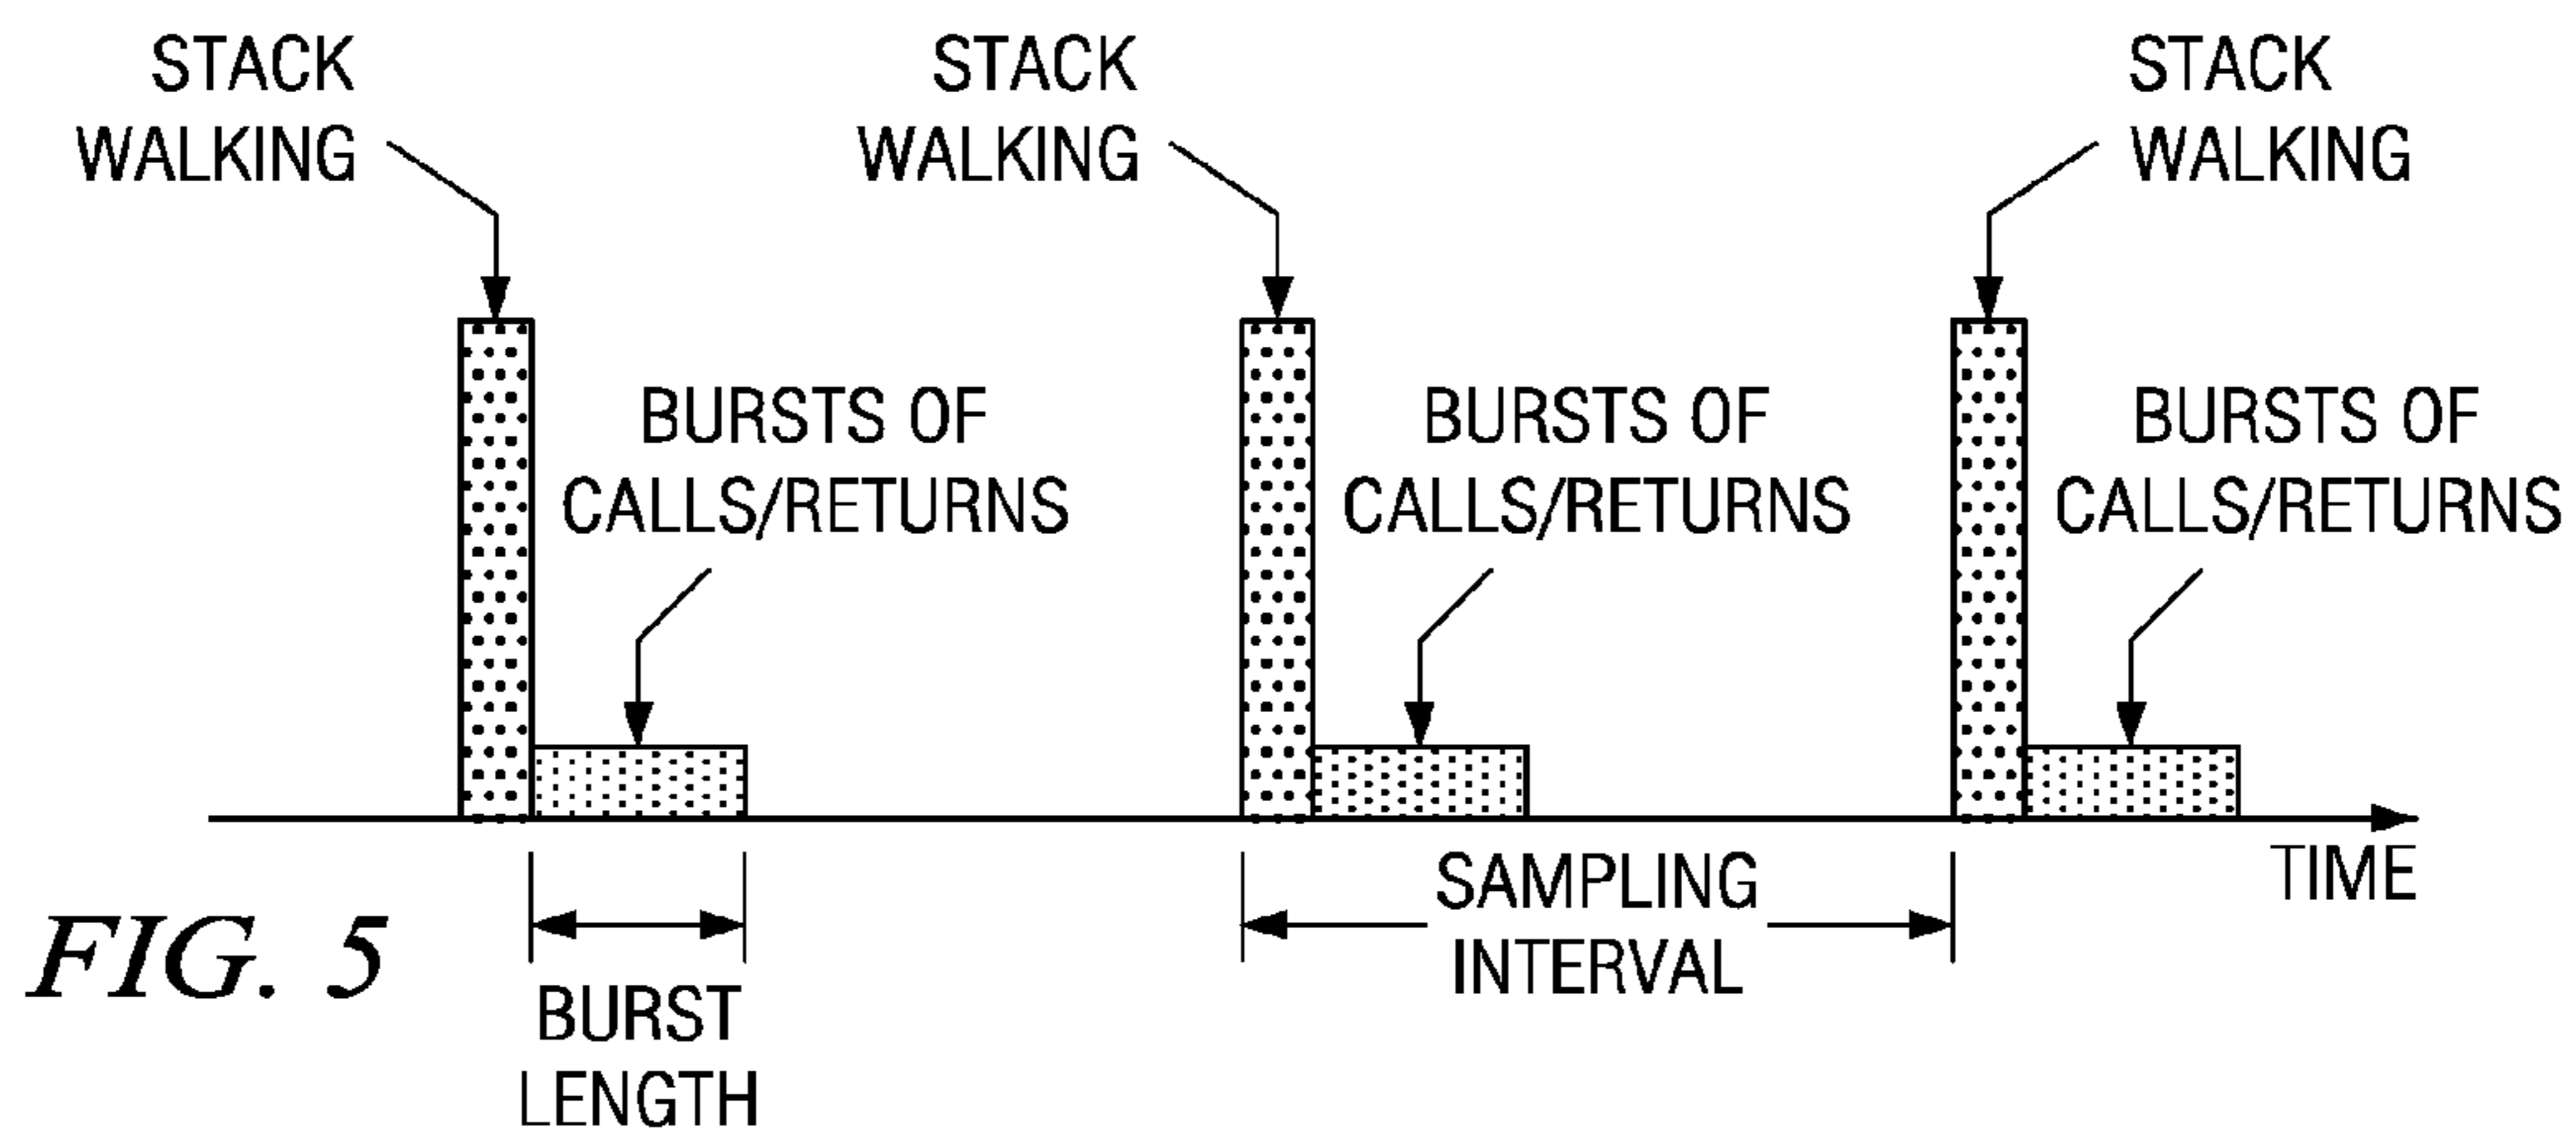 STACK
WALKING
STACK
WALKING
STACK
WALKING
BURSTS OF
CALLS/RETURNS
BURSTS OF
CALLS/RETURNS
BURSTS OF
CALLS/RETURNS
TIME
BURST
LENGTH
SAMPLING
INTERVAL
FIG. 5